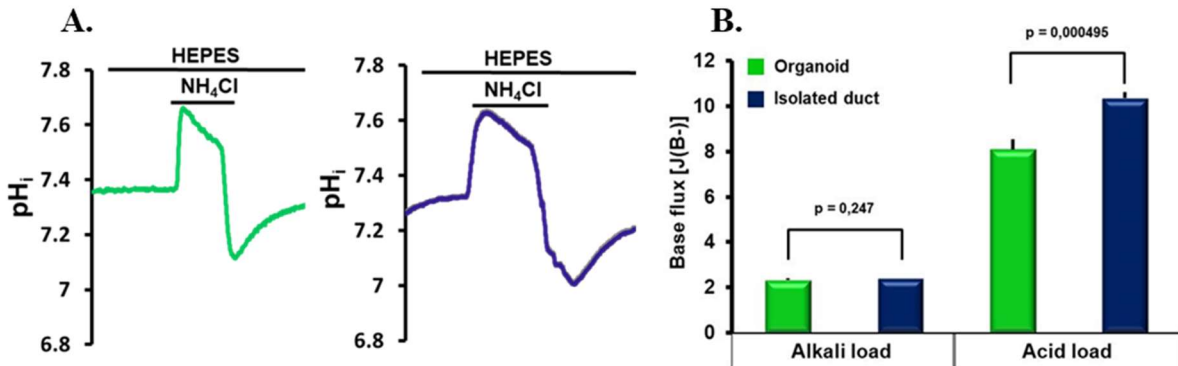 A.
HEPES
NH₄Cl
7.8
7.6
7.4
7.2
7
6.8
pHᵢ
HEPES
NH₄Cl
7.8
7.6
7.4
7.2
7
6.8
pHᵢ
B.
p = 0,000495
Organoid
Isolated duct
p = 0,247
12
10
8
6
4
2
0
Base flux [J(B-)]
Alkali load
Acid load